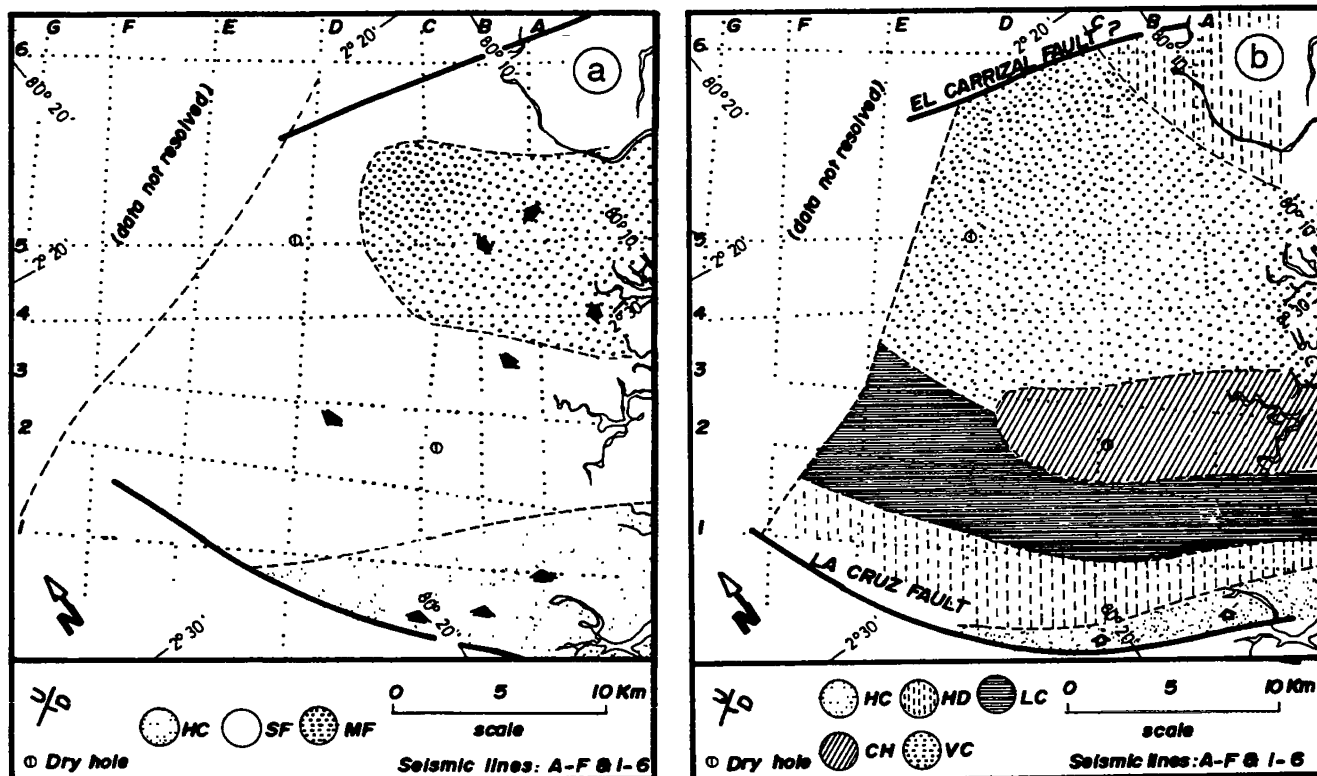 G F E D C B A
6
2° 20'
80° 10'
a
80° 20'
(data not resolved)
5
2° 20'
80° 10'
4
2° 30'
3
2
1
N
2° 30'
80° 20'
U/D
0 5 10 Km
scale
HC SF MF
Dry hole
Seismic lines: A-F & 1-6
G F E D C B A
6
2° 20'
80° 10'
b
EL CARRIZAL FAULT ?
80° 20'
(data not resolved)
5
2° 20'
80° 10'
4
2° 30'
3
2
1
LA CRUZ FAULT
N
2° 30'
80° 20'
U/D
HC HD LC
0 5 10 Km
scale
CH VC
Dry hole
Seismic lines: A-F & 1-6